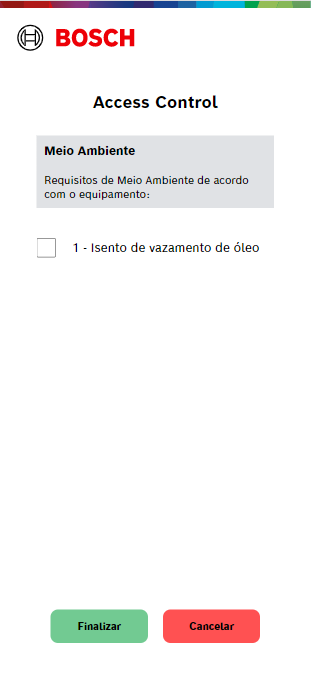 BOSCH
Access Control
Meio Ambiente
Requisitos de Meio Ambiente de acordo
com o equipamento:
1 - Isento de vazamento de óleo
Finalizar
Cancelar